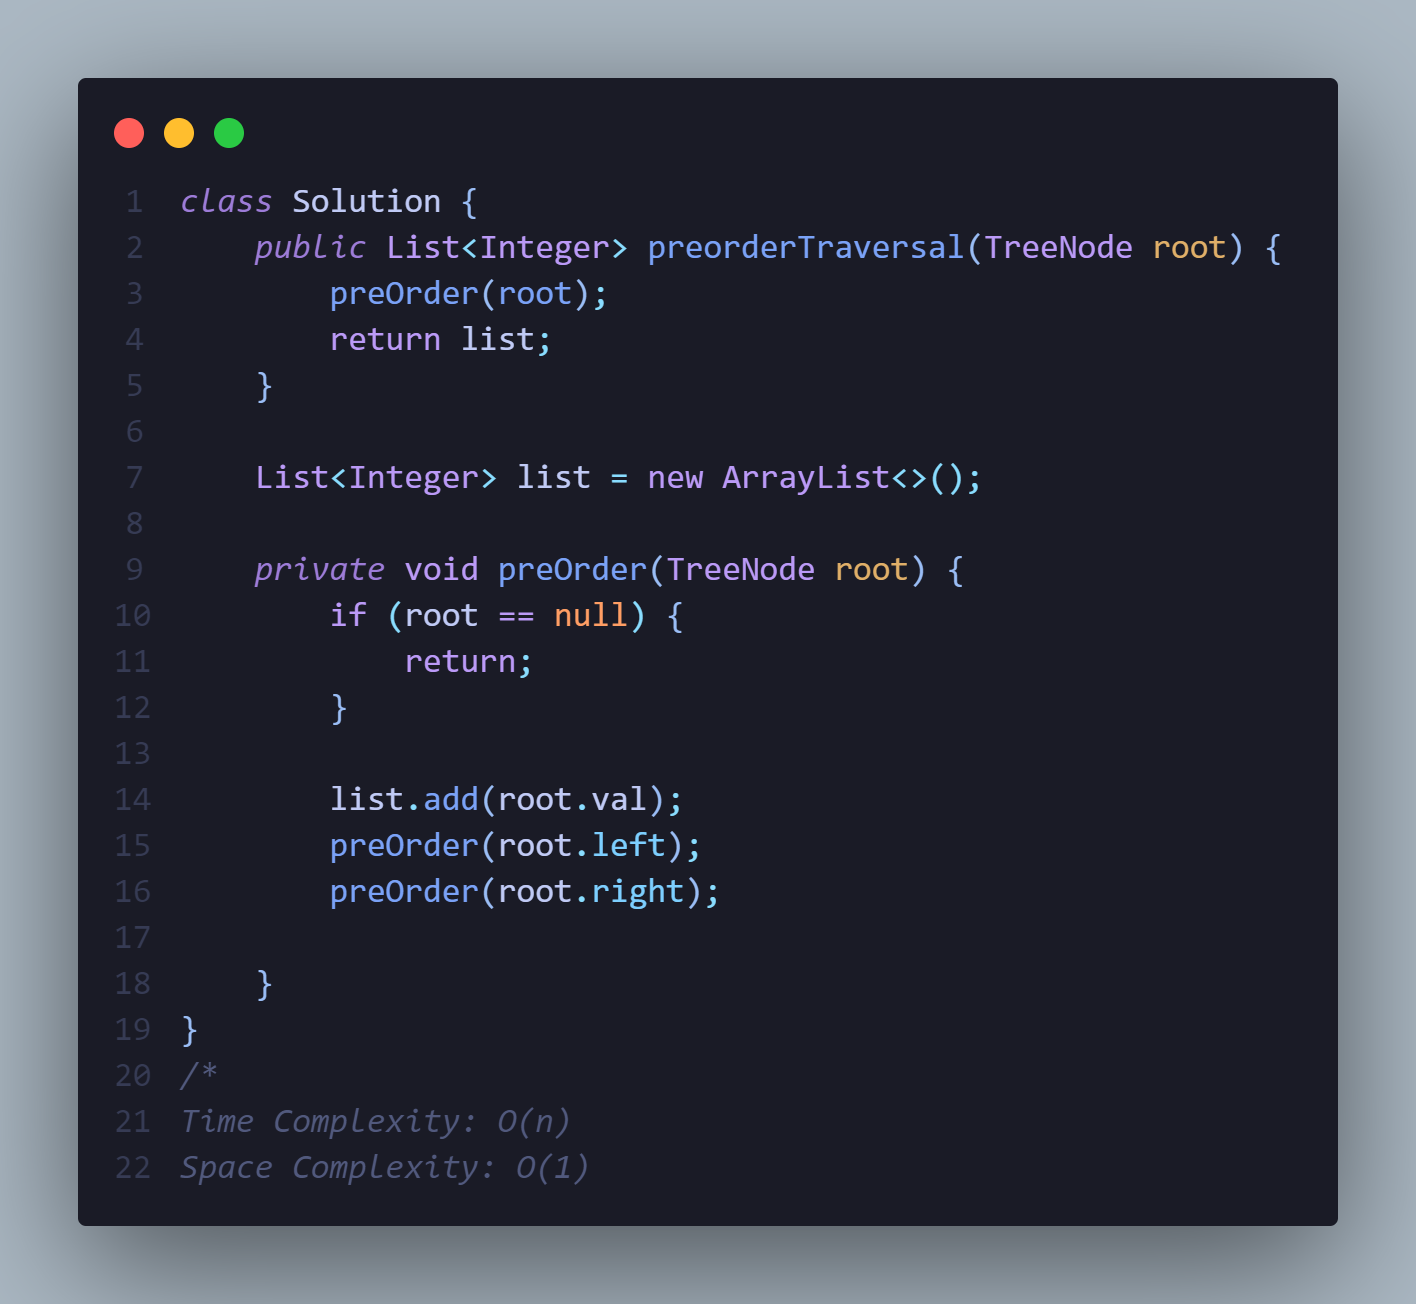 1 class Solution {
2     public List<Integer> preorderTraversal(TreeNode root) {
3         preOrder(root);
4         return list;
5     }
6
7     List<Integer> list = new ArrayList<>();
8
9     private void preOrder(TreeNode root) {
10         if (root == null) {
11             return;
12         }
13
14         list.add(root.val);
15         preOrder(root.left);
16         preOrder(root.right);
17
18     }
19 }
20 /*
21 Time Complexity: O(n)
22 Space Complexity: O(1)